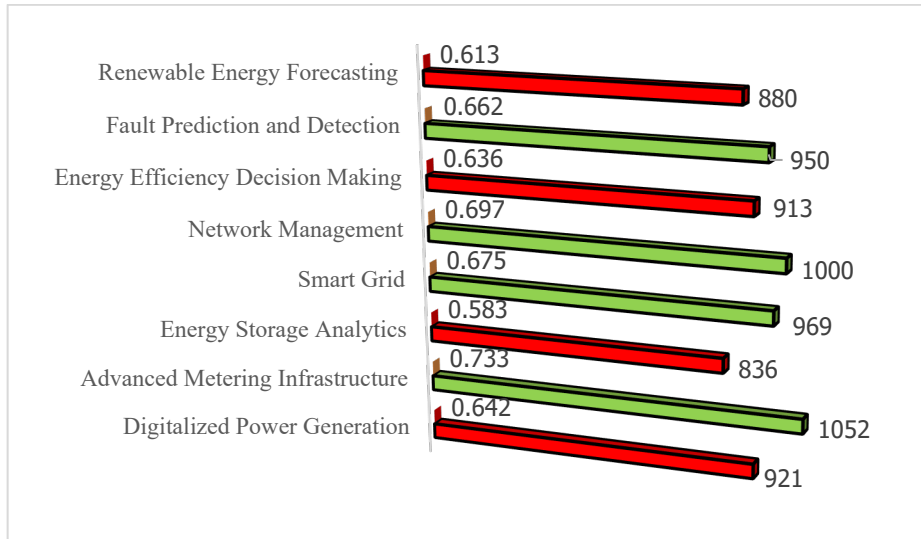 0.613
Renewable Energy Forecasting
880
0.662
Fault Prediction and Detection
950
0.636
Energy Efficiency Decision Making
913
0.697
Network Management
1000
0.675
Smart Grid
969
0.583
Energy Storage Analytics
836
0.733
Advanced Metering Infrastructure
1052
0.642
Digitalized Power Generation
921